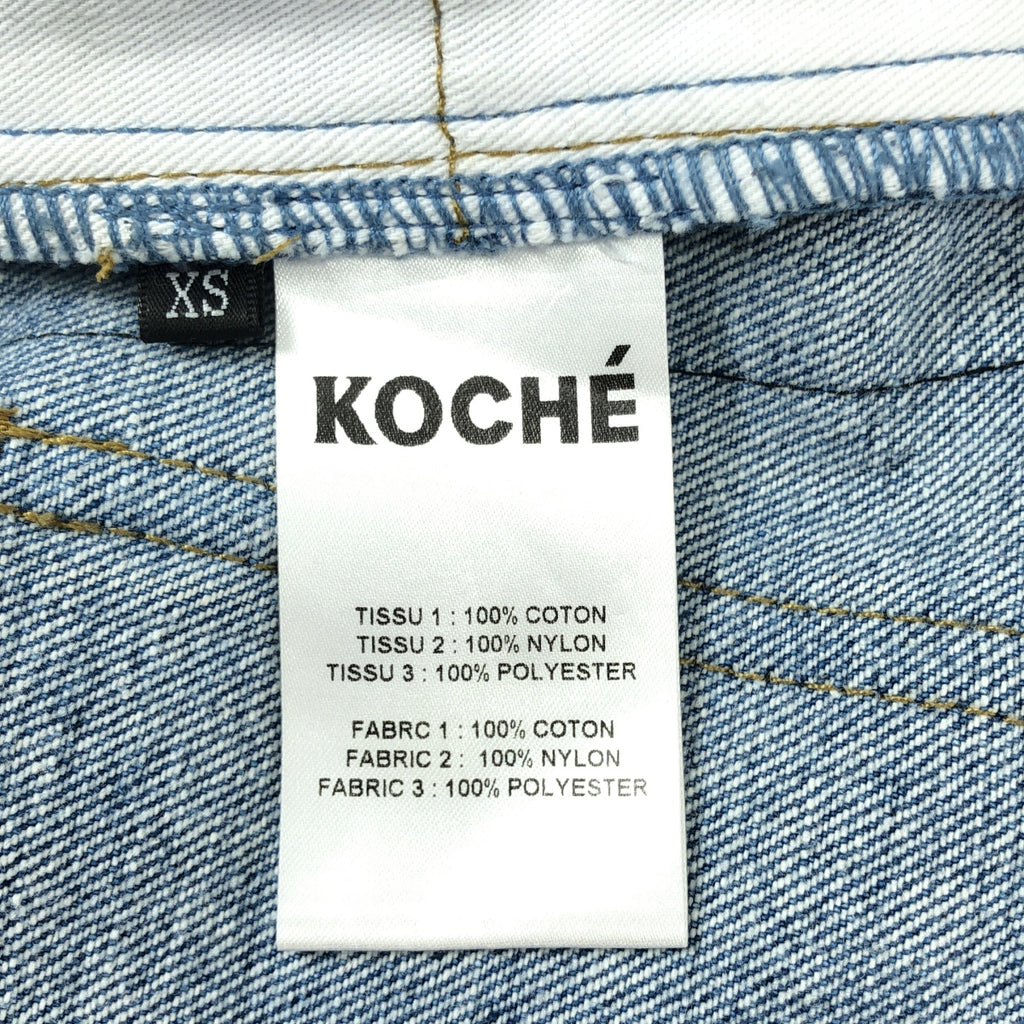 XS
KOCHÉ
TISSU 1 : 100% COTON
TISSU 2 : 100% NYLON
TISSU 3 : 100% POLYESTER
FABRC 1 : 100% COTON
FABRIC 2 : 100% NYLON
FABRIC 3 : 100% POLYESTER